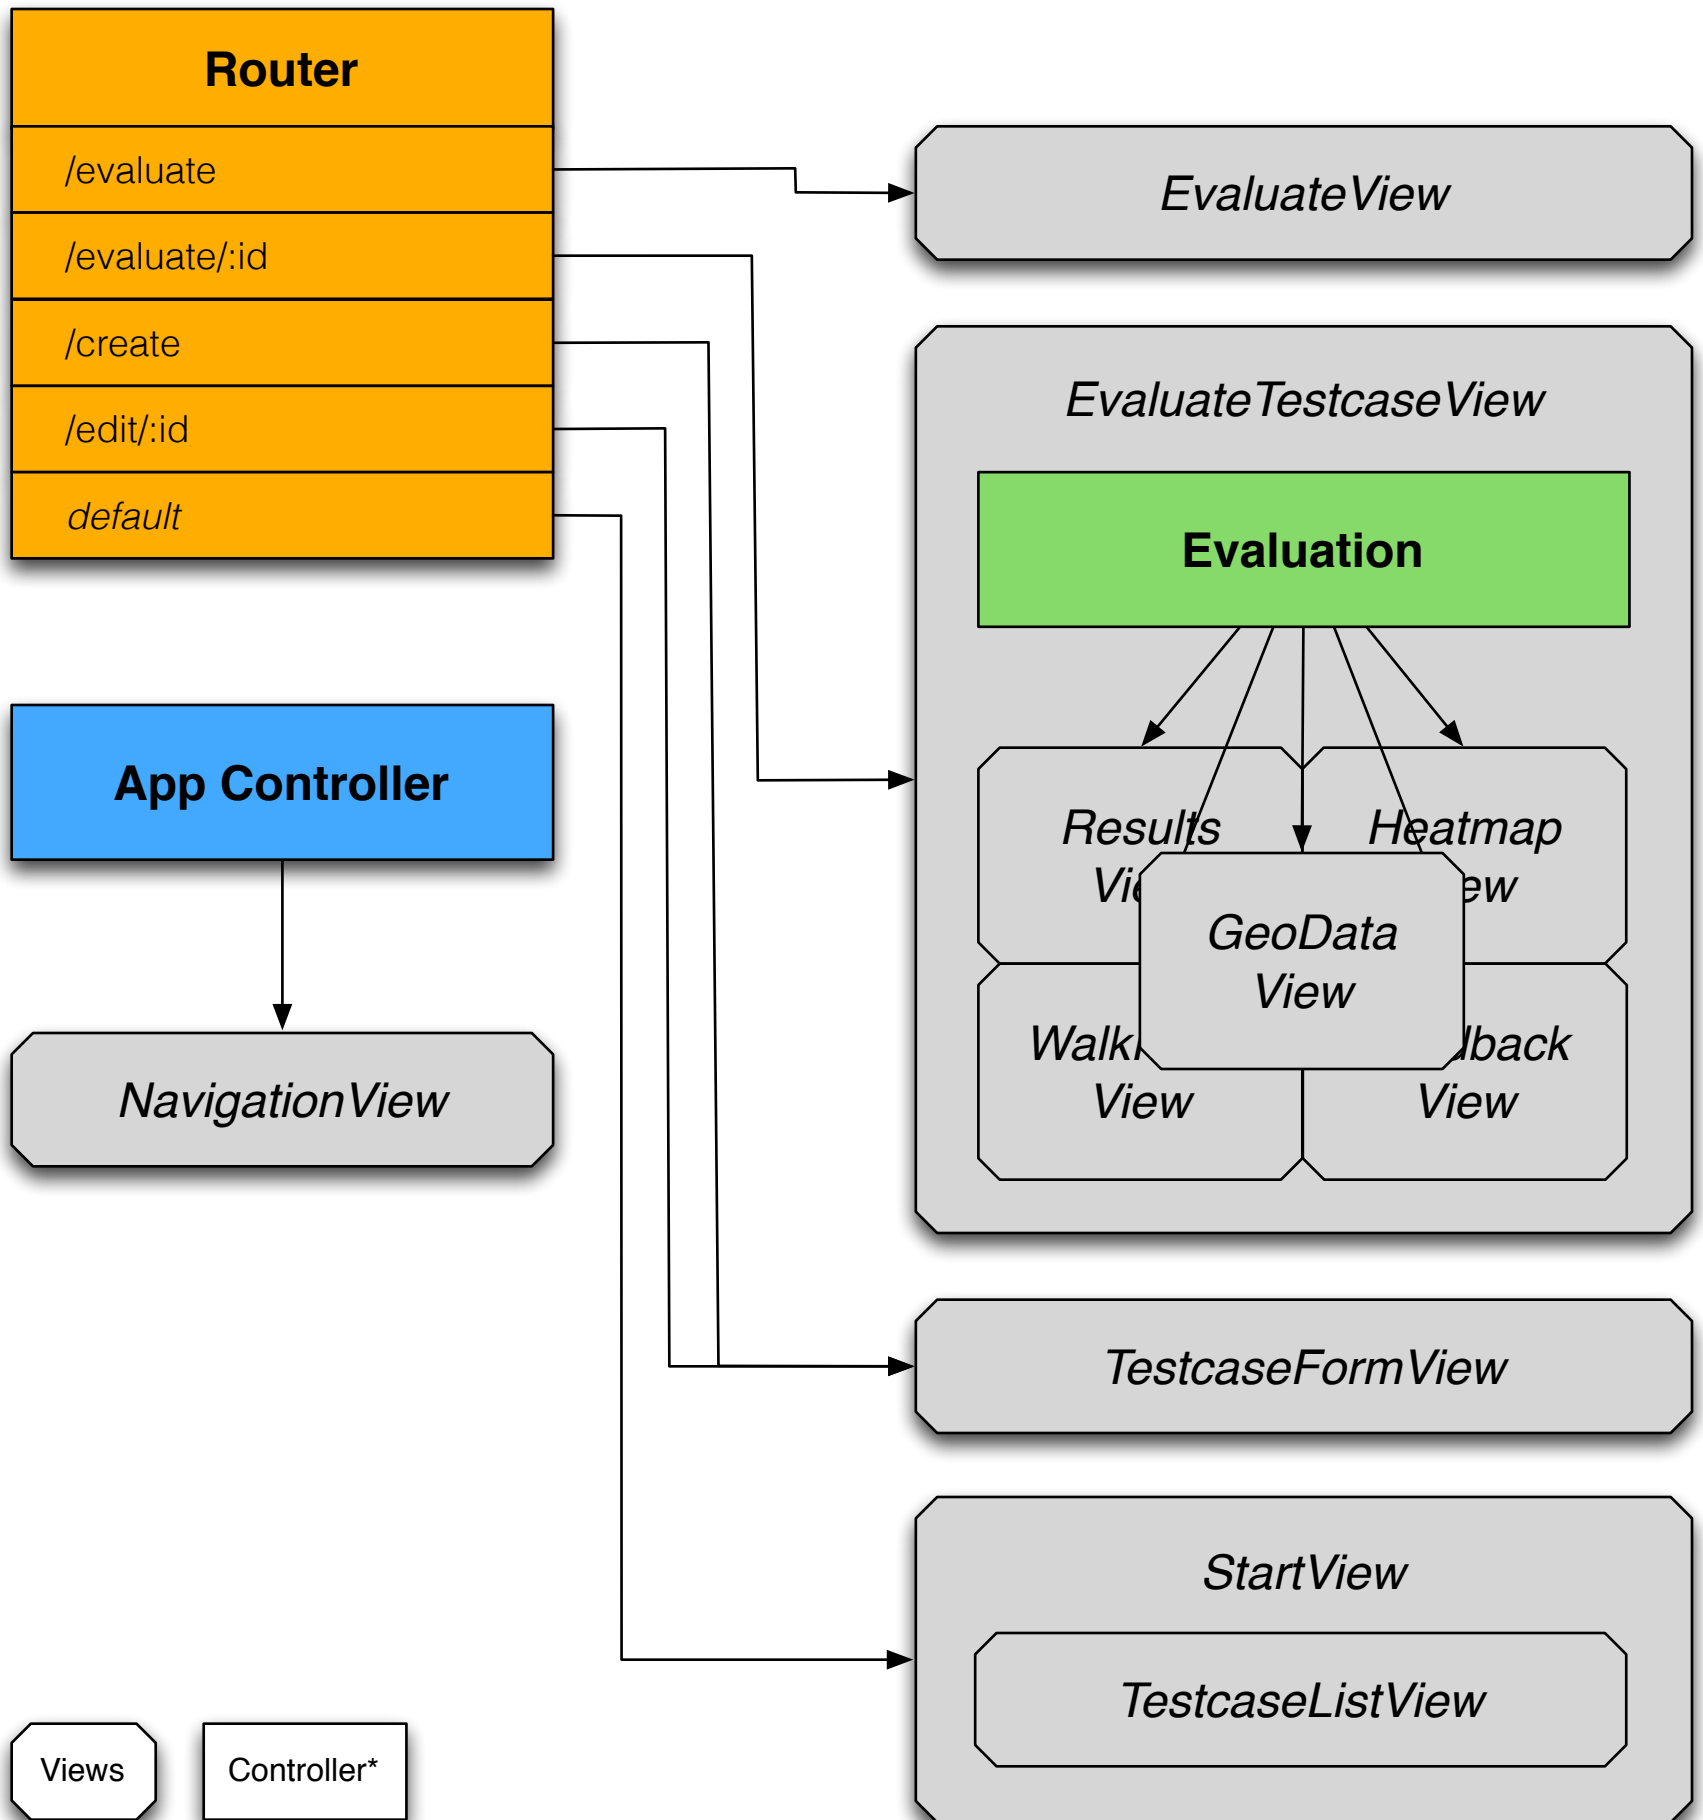 Router
/evaluate
/evaluate/:id
/create
/edit/:id
default
App Controller
NavigationView
EvaluateView
EvaluateTestcaseView
Evaluation
Results
Heatmap
GeoData
View
View
View
TestcaseFormView
StartView
TestcaseListView
Views
Controller*